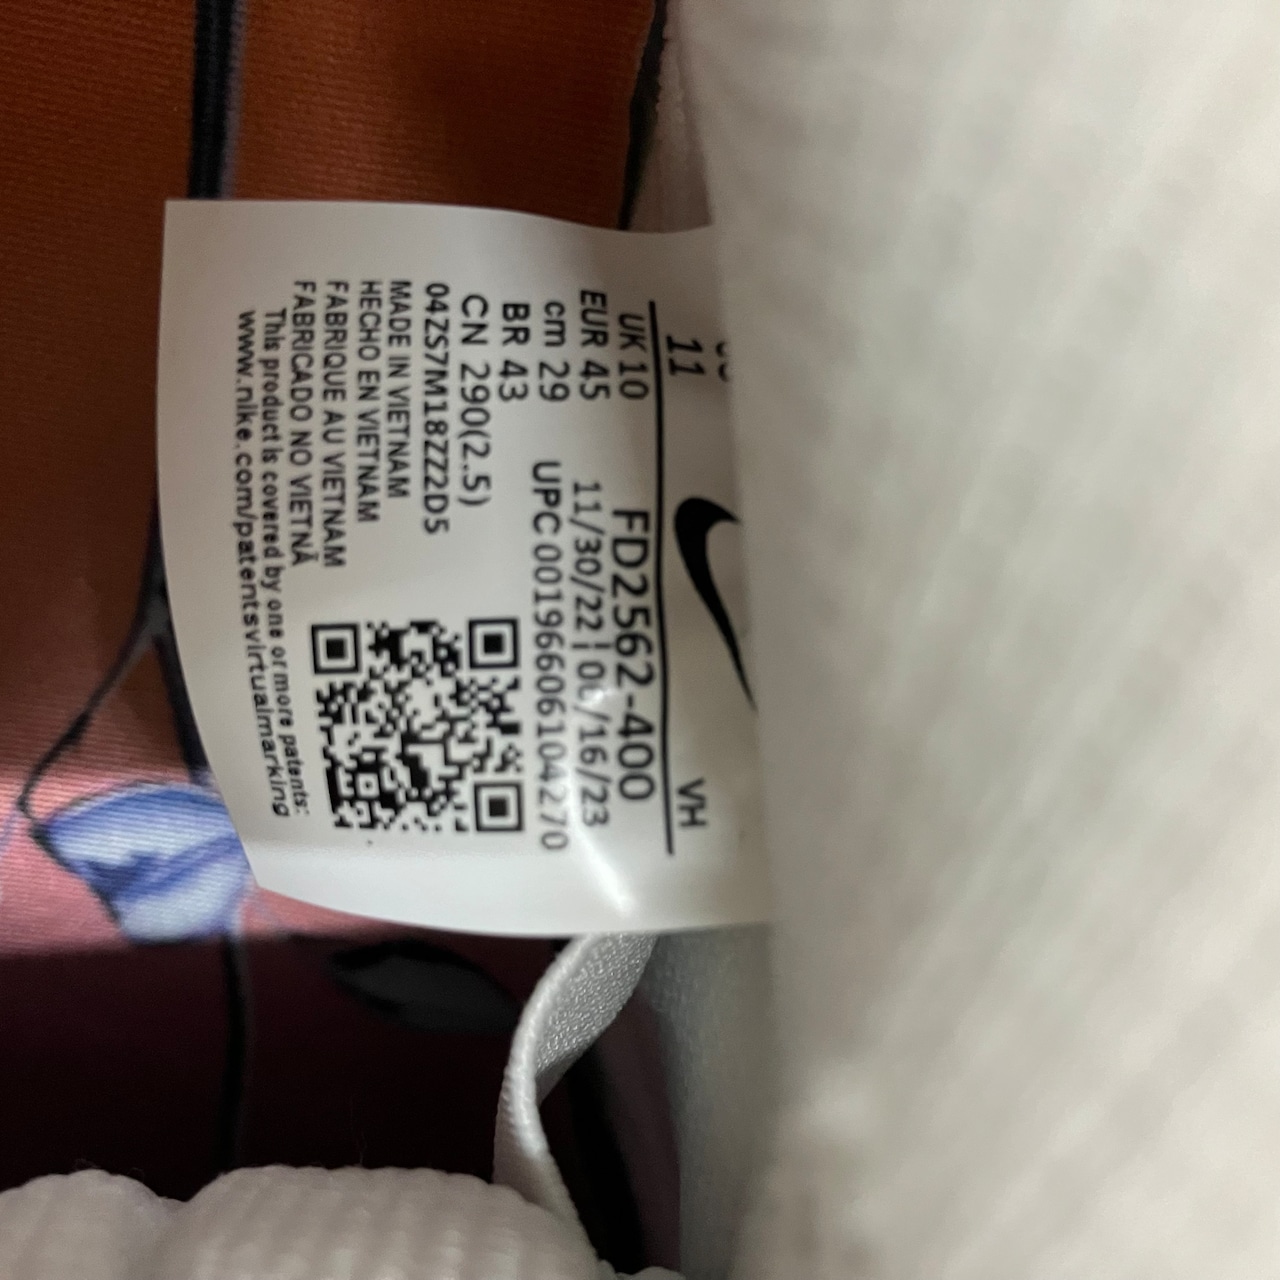 11
VH
UK 10
FD2562-400
EUR 45
11/30/22
/16/23
cm 29
UPC 00196606104270
BR 43
CN 290(2.5)
04ZS7M18ZZ2D5
MADE IN VIETNAM
HECHO EN VIETNAM
FABRIQUE AU VIETNAM
FABRICADO NO VIETNÃ
This product is covered by one or more patents:
www.nike.com/patentsvirtualmarking